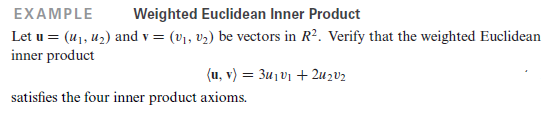 EXAMPLE Weighted Euclidean Inner Product
Let u = (u₁, u₂) and v = (v₁, v₂) be vectors in R². Verify that the weighted Euclidean
inner product
⟨u, v⟩ = 3u₁v₁ + 2u₂v₂
satisfies the four inner product axioms.